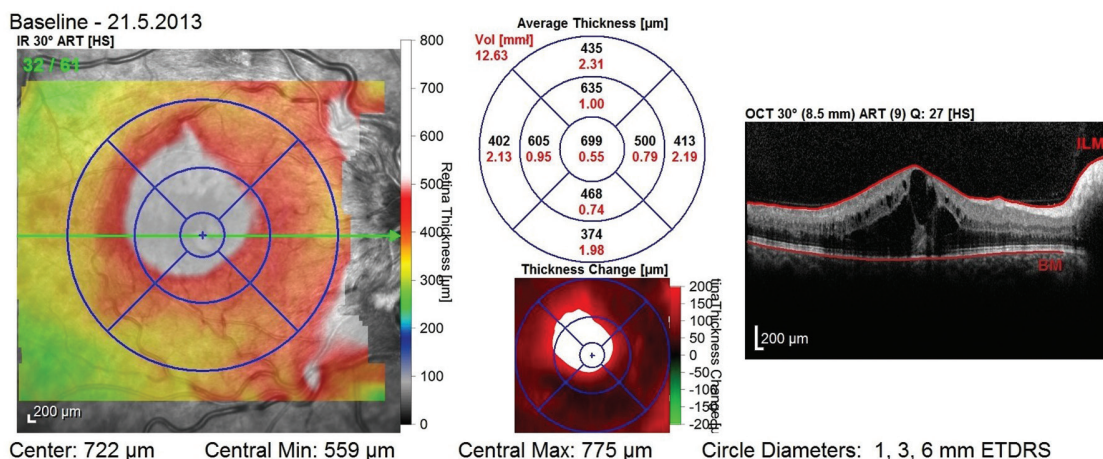 Baseline - 21.5.2013
IR 30° ART [HS]
32 / 61
800
700
600
500
400
300
200
100
0
Retina Thickness [µm]
200 µm
Average Thickness [µm]
Vol [mmł]
12.63
435
2.31
635
1.00
402 605 699 500 413
2.13 0.95 0.55 0.79 2.19
468
0.74
374
1.98
Thickness Change [µm]
200
150
100
50
0
-50
-100
-150
-200
tinaThickness Change
OCT 30° (8.5 mm) ART (9) Q: 27 [HS]
ILM
BM
200 µm
Center: 722 µm Central Min: 559 µm Central Max: 775 µm Circle Diameters: 1, 3, 6 mm ETDRS